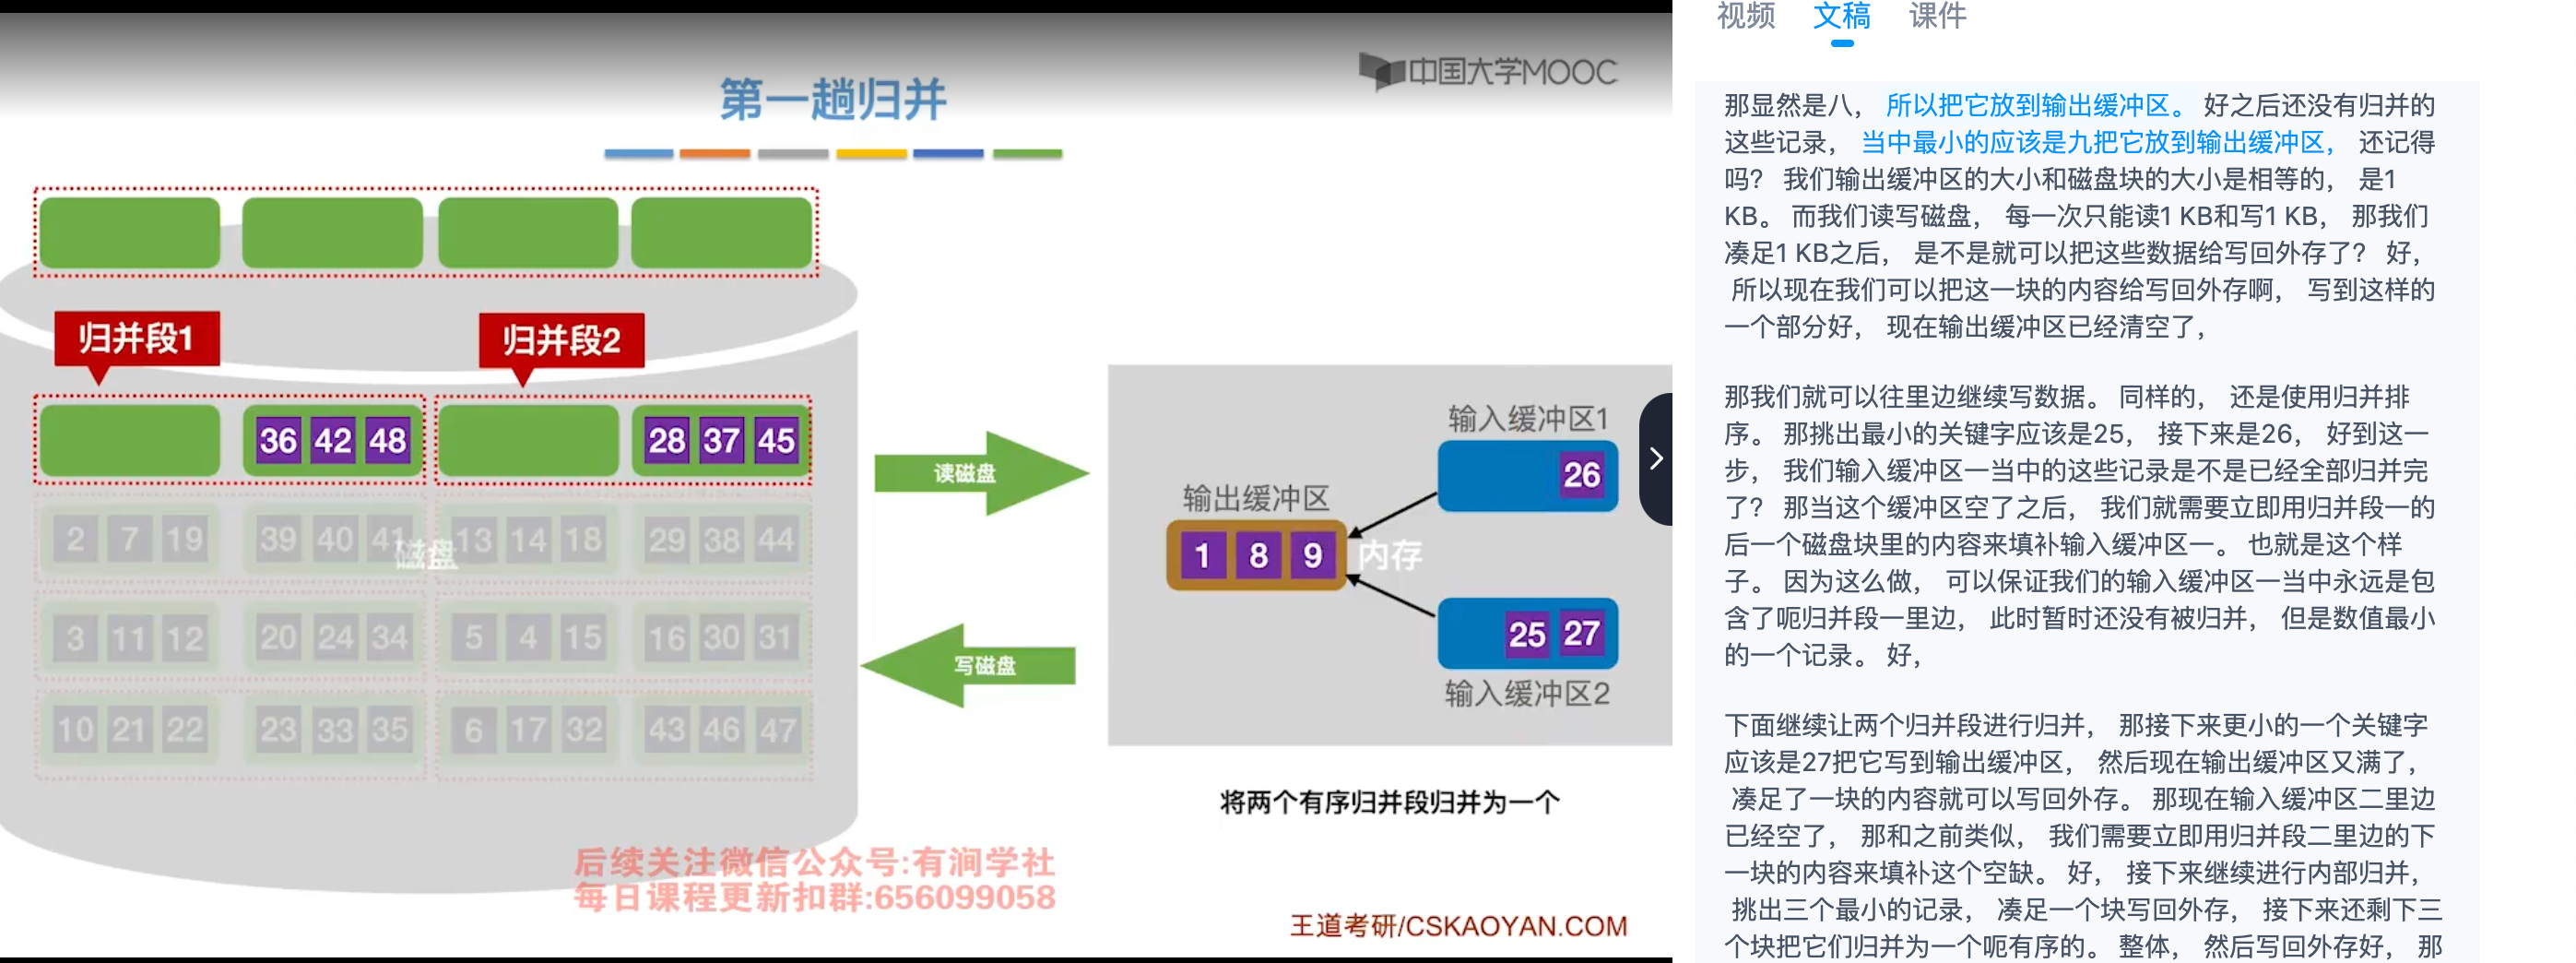 第一趟归并
中国大学MOOC
归并段1
归并段2
36 42 48
28 37 45
2 7 19
39 40 41
13 14 18
29 38 44
磁盘
3 11 12
20 24 34
5 4 15
16 30 31
10 21 22
23 33 35
6 17 32
43 46 47
读磁盘
写磁盘
输入缓冲区1
26
输出缓冲区
1 8 9
内存
25 27
输入缓冲区2
将两个有序归并段归并为一个
后续关注微信公众号:有涧学社
每日课程更新扣群:656099058
王道考研/CSKAOYAN.COM
视频 文稿 课件
那显然是八， 所以把它放到输出缓冲区。 好之后还没有归并的
这些记录， 当中最小的应该是九把它放到输出缓冲区， 还记得
吗？ 我们输出缓冲区的大小和磁盘块的大小是相等的， 是1
KB。 而我们读写磁盘， 每一次只能读1 KB和写1 KB， 那我们
凑足1 KB之后， 是不是就可以把这些数据给写回外存了？ 好，
所以现在我们可以把这一块的内容给写回外存啊， 写到这样的
一个部分好， 现在输出缓冲区已经清空了，
那我们就可以往里边继续写数据。 同样的， 还是使用归并排
序。 那挑出最小的关键字应该是25， 接下来是26， 好到这一
步， 我们输入缓冲区一当中的这些记录是不是已经全部归并完
了？ 那当这个缓冲区空了之后， 我们就需要立即用归并段一的
后一个磁盘块里的内容来填补输入缓冲区一。 也就是这个样
子。 因为这么做， 可以保证我们的输入缓冲区一当中永远是包
含了呃归并段一里边， 此时暂时还没有被归并， 但是数值最小
的一个记录。 好，
下面继续让两个归并段进行归并， 那接下来更小的一个关键字
应该是27把它写到输出缓冲区， 然后现在输出缓冲区又满了，
凑足了一块的内容就可以写回外存。 那现在输入缓冲区二里边
已经空了， 那和之前类似， 我们需要立即用归并段二里边的下
一块的内容来填补这个空缺。 好， 接下来继续进行内部归并，
挑出三个最小的记录， 凑足一个块写回外存， 接下来还剩下三
个块把它们归并为一个呃有序的。 整体， 然后写回外存好， 那